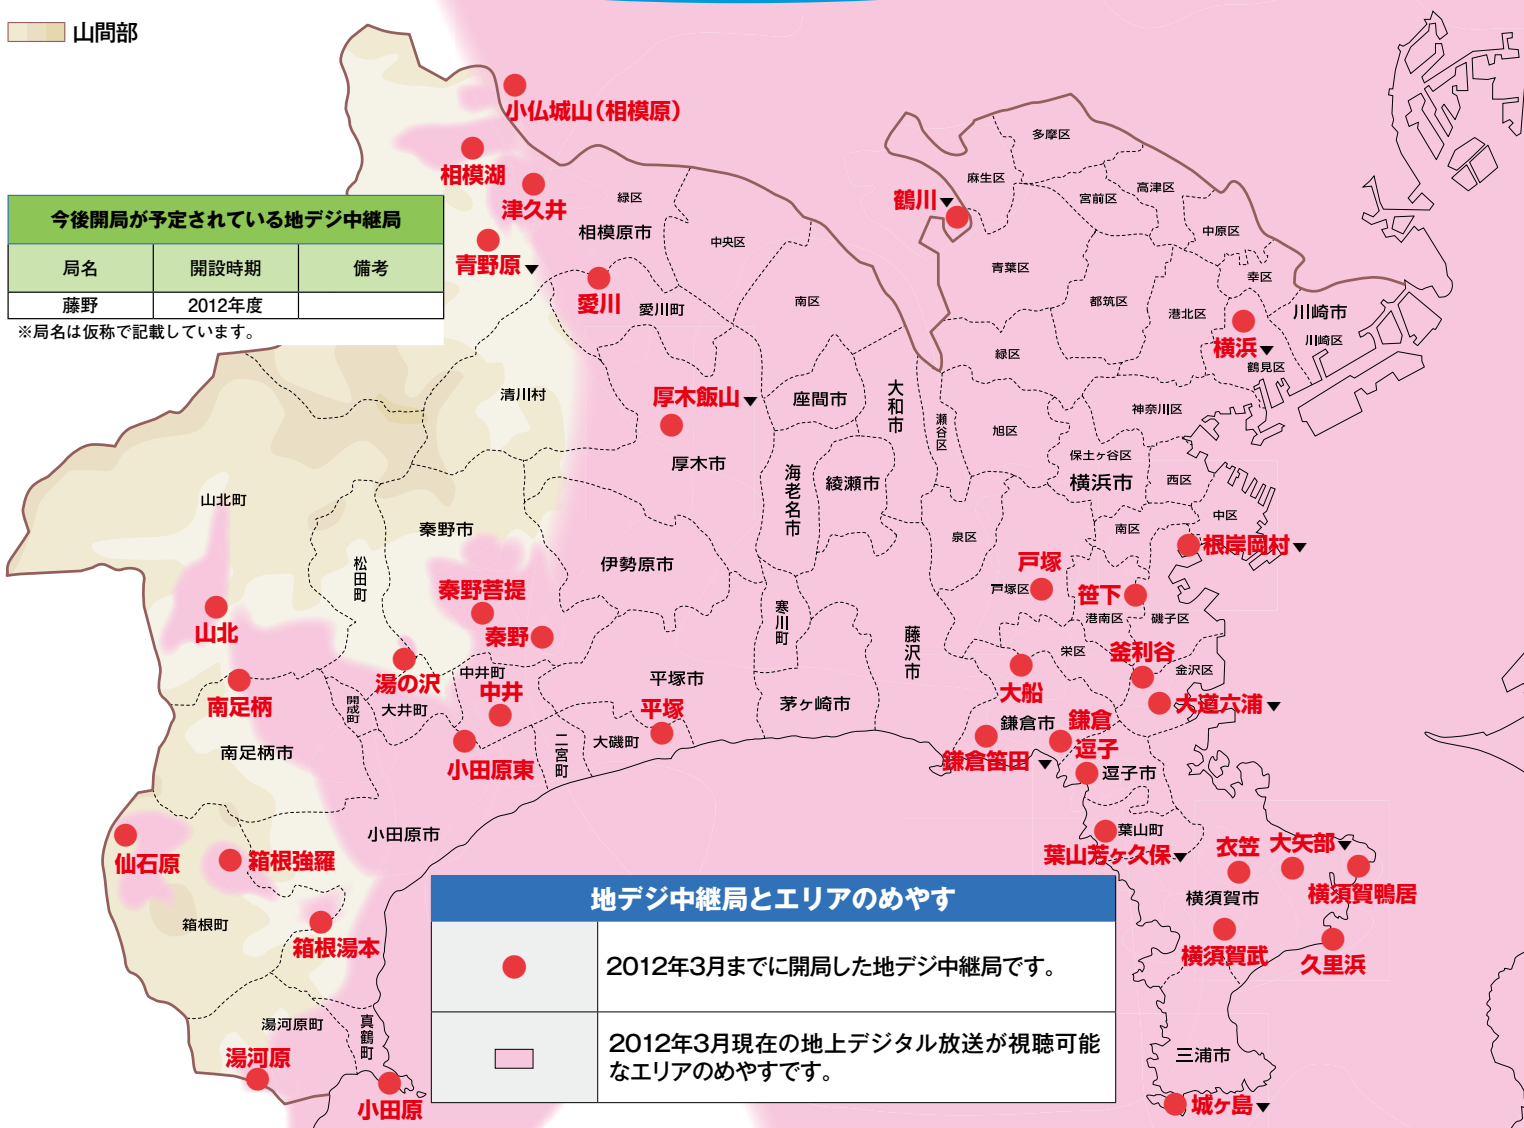 山間部
小仏城山(相模原)
相模湖
津久井
青野原▼
愛川
鶴川▼
今後開局が予定されている地デジ中継局
局名 開設時期 備考
藤野 2012年度
※局名は仮称で記載しています。
緑区
相模原市
中央区
南区
愛川町
清川村
多摩区
麻生区
宮前区
高津区
中原区
幸区
川崎市
川崎区
青葉区
都筑区
港北区
横浜▼
鶴見区
緑区
神奈川区
厚木飯山▼
厚木市
座間市
大和市
瀬谷区
旭区
保土ヶ谷区
横浜市
西区
中区
南区
海老名市
綾瀬市
泉区
根岸岡村▼
山北町
秦野市
松田町
伊勢原市
秦野菩提
秦野
寒川町
藤沢市
戸塚
戸塚区
笹下
港南区
磯子区
栄区
釜利谷
金沢区
大船
大道六浦▼
山北
南足柄
湯の沢
中井町
中井
開成町
大井町
平塚市
平塚
茅ヶ崎市
鎌倉市
鎌倉
鎌倉笛田▼
逗子
逗子市
南足柄市
小田原東
二宮町
大磯町
小田原市
仙石原
箱根強羅
箱根町
箱根湯本
葉山町
葉山芳ヶ久保▼
衣笠
大矢部▼
横須賀鴨居
横須賀市
横須賀武
久里浜
湯河原町
真鶴町
湯河原
小田原
三浦市
城ヶ島▼
地デジ中継局とエリアのめやす
2012年3月までに開局した地デジ中継局です。
2012年3月現在の地上デジタル放送が視聴可能
なエリアのめやすです。